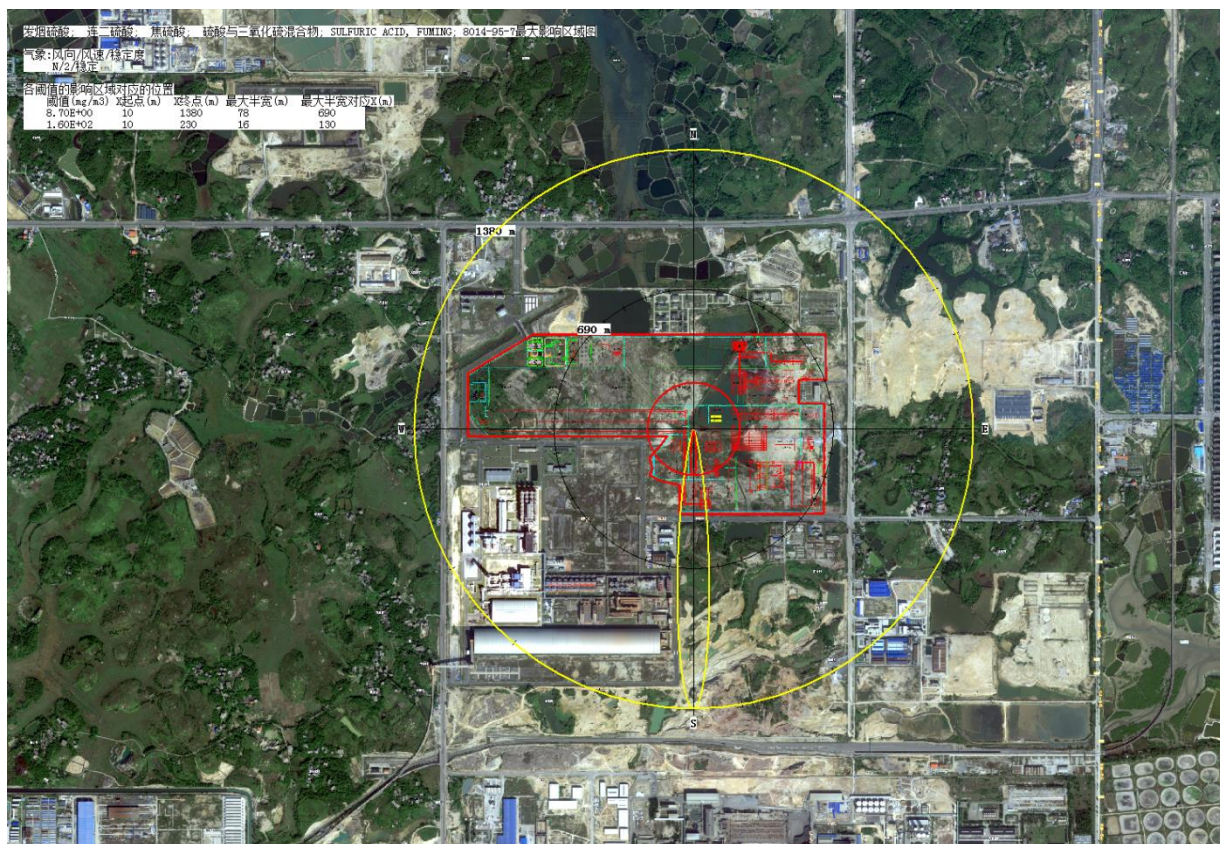 发烟硫酸; 连二硫酸; 焦硫酸; 硫酸与三氧化硫混合物; SULFURIC ACID, FUMING; 8014-95-7最大影响区域图
气象:风向/风速/稳定度
N/2/稳定
各阈值的影响区域对应的位置
阈值(mg/m3) X起点(m) X终点(m) 最大半宽(m) 最大半宽对应X(m)
8.70E+00 10 1380 78 690
1.60E+02 10 230 16 130
N
1380 m
690 m
W
E
S